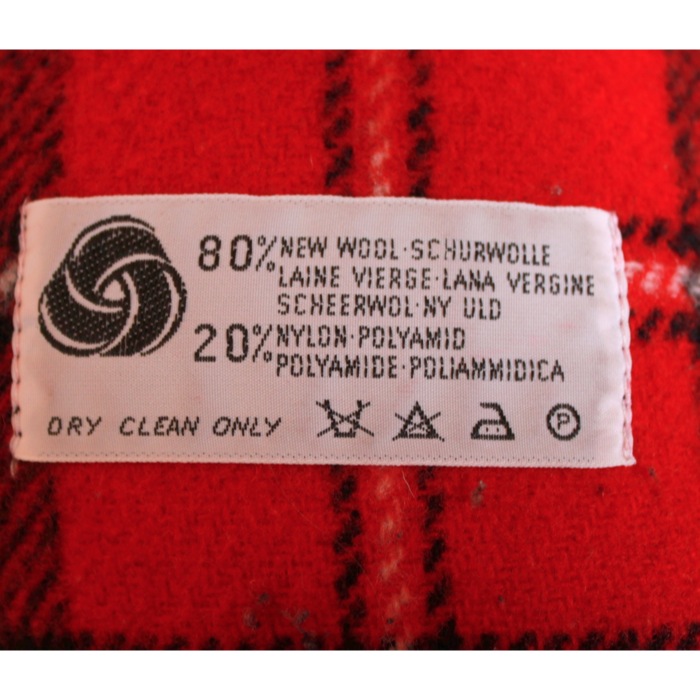 80% NEW WOOL·SCHURWOLLE
LAINE VIERGE·LANA VERGINE
SCHEERWOL·NY ULD
20% NYLON·POLYAMID
POLYAMIDE·POLIAMMIDICA
DRY CLEAN ONLY P